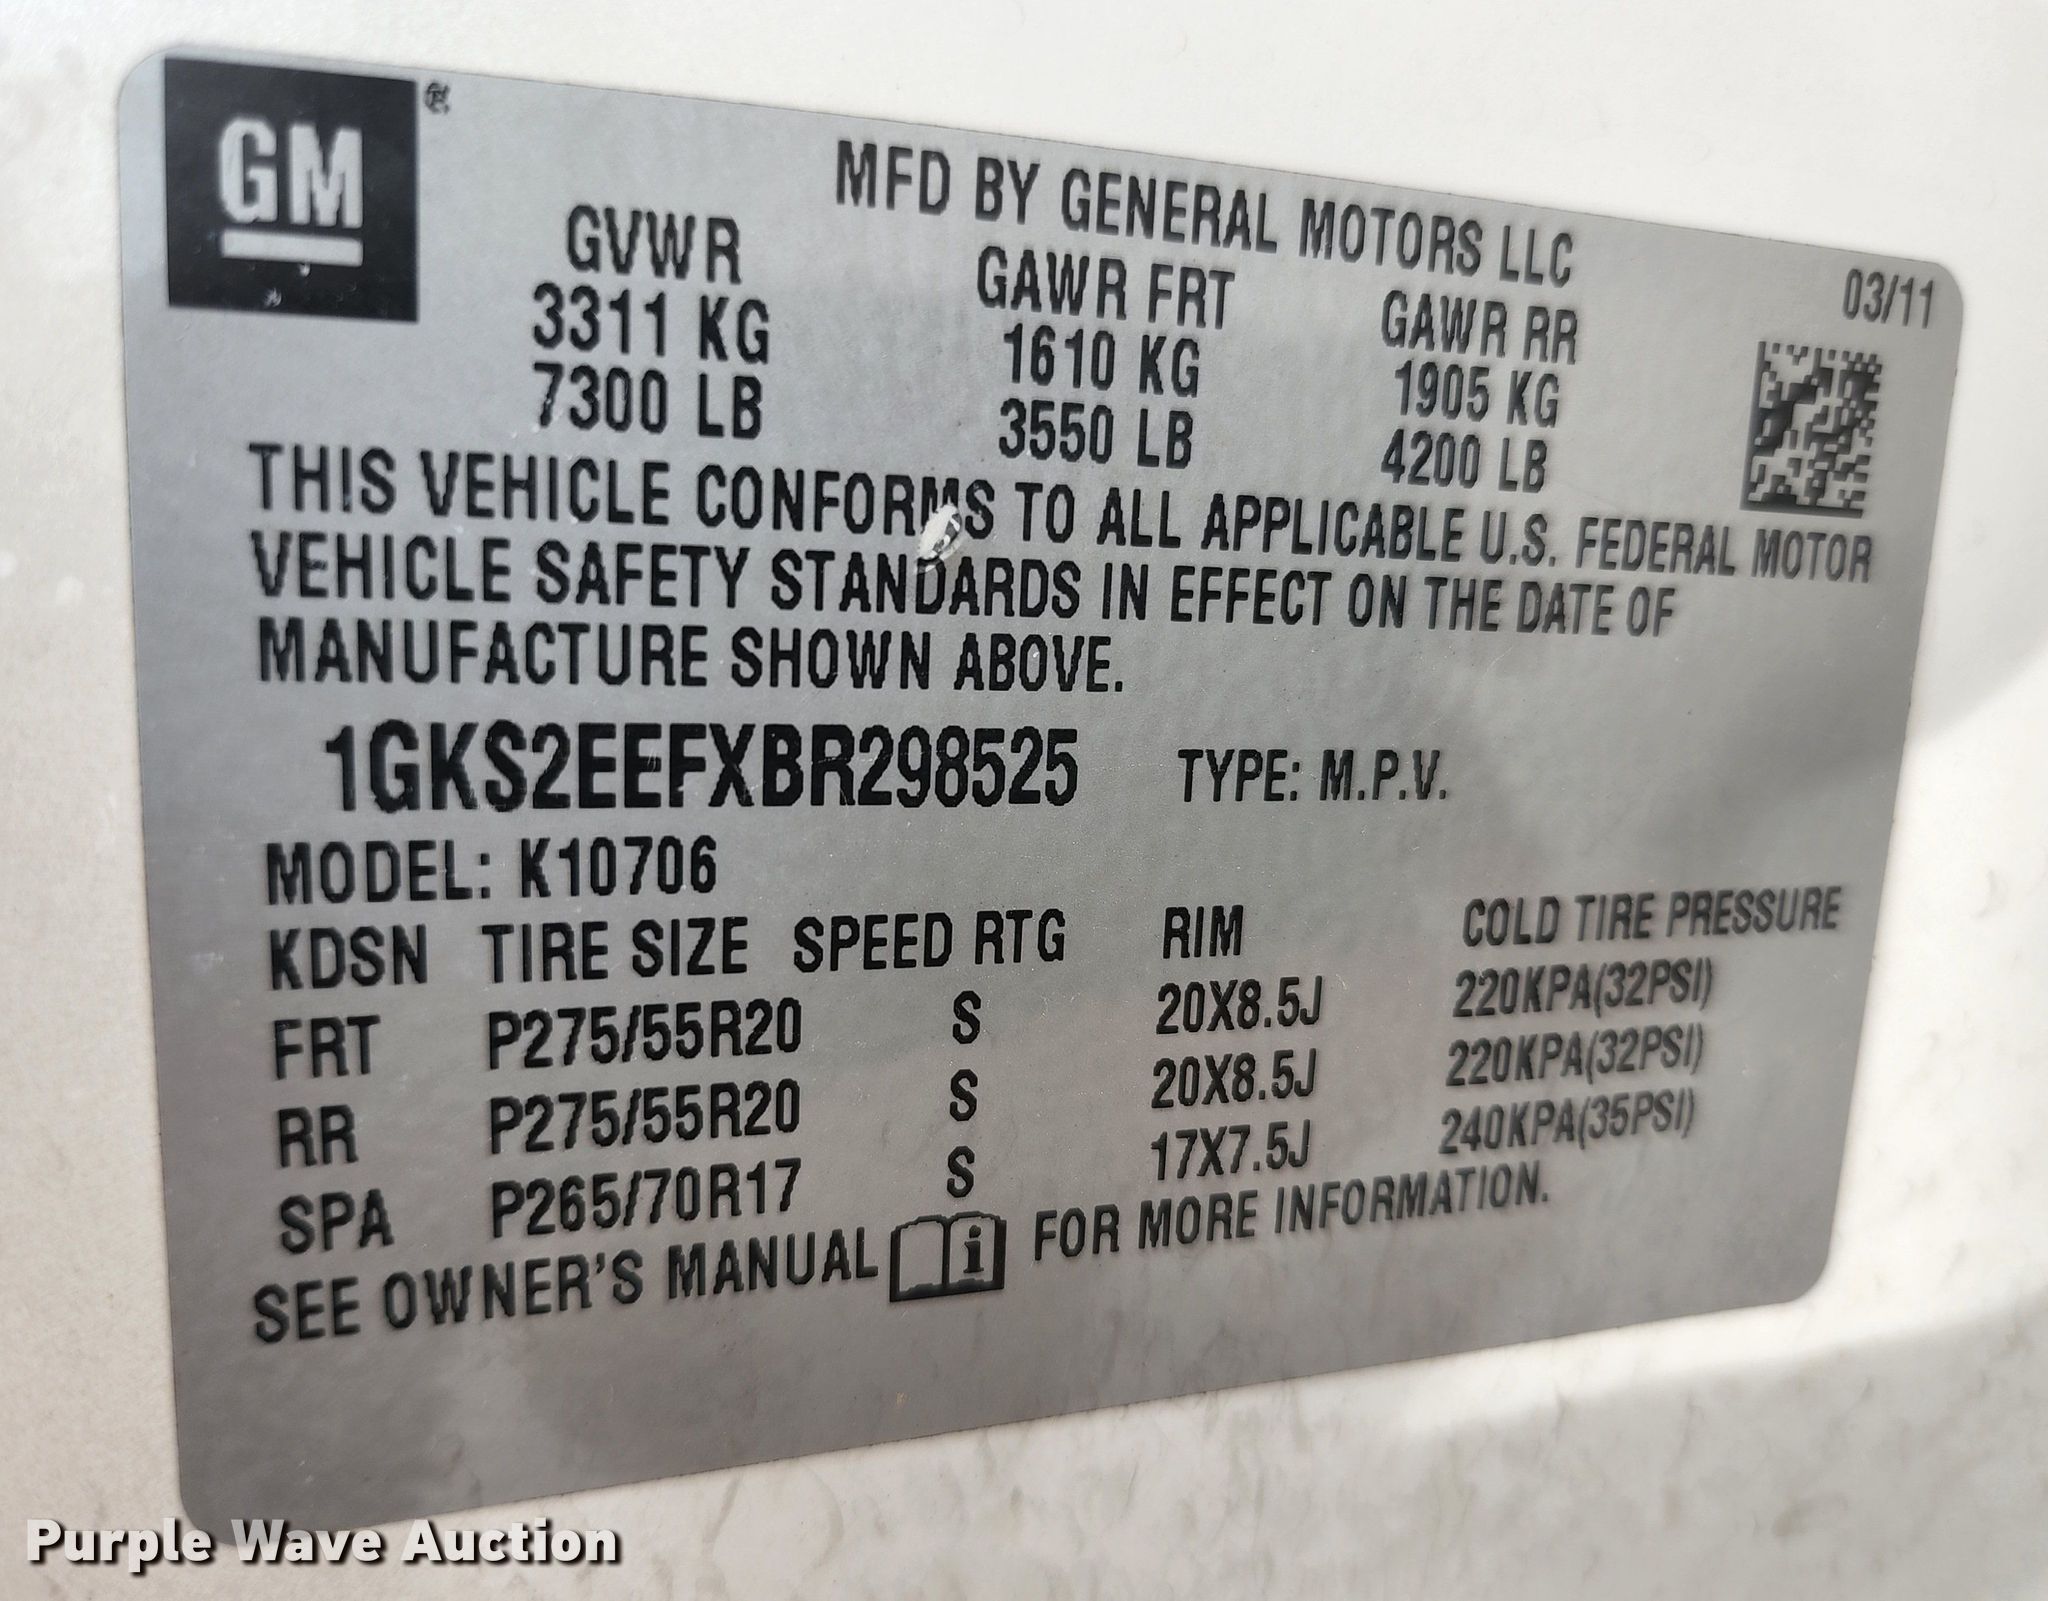 GM ®
MFD BY GENERAL MOTORS LLC
03/11
GVWR GAWR FRT GAWR RR
3311 KG 1610 KG 1905 KG
7300 LB 3550 LB 4200 LB
THIS VEHICLE CONFORMS TO ALL APPLICABLE U.S. FEDERAL MOTOR
VEHICLE SAFETY STANDARDS IN EFFECT ON THE DATE OF
MANUFACTURE SHOWN ABOVE.
1GKS2EEFXBR298525 TYPE: M.P.V.
MODEL: K10706
KDSN TIRE SIZE SPEED RTG RIM COLD TIRE PRESSURE
FRT P275/55R20 S 20X8.5J 220KPA(32PSI)
RR P275/55R20 S 20X8.5J 220KPA(32PSI)
SPA P265/70R17 S 17X7.5J 240KPA(35PSI)
SEE OWNER'S MANUAL i FOR MORE INFORMATION.
Purple Wave Auction